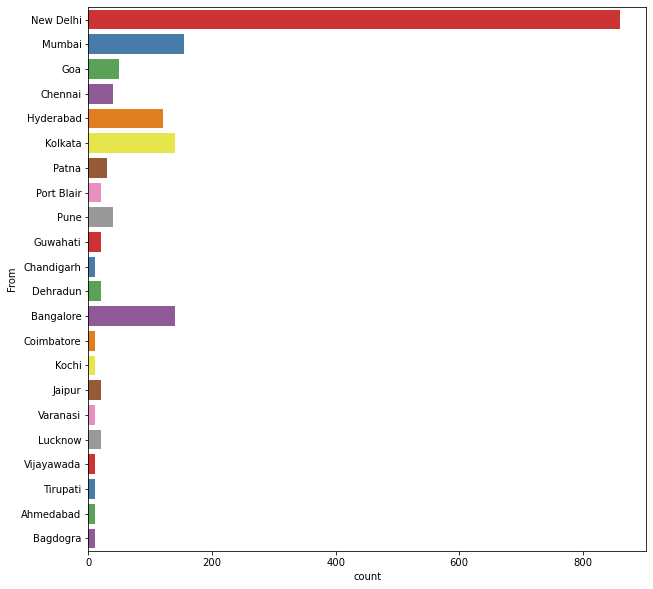 New Delhi
Mumbai
Goa
Chennai
Hyderabad
Kolkata
Patna
Port Blair
Pune
Guwahati
Chandigarh
Dehradun
Bangalore
Coimbatore
Kochi
Jaipur
Varanasi
Lucknow
Vijayawada
Tirupati
Ahmedabad
Bagdogra
From
0 200 400 600 800
count